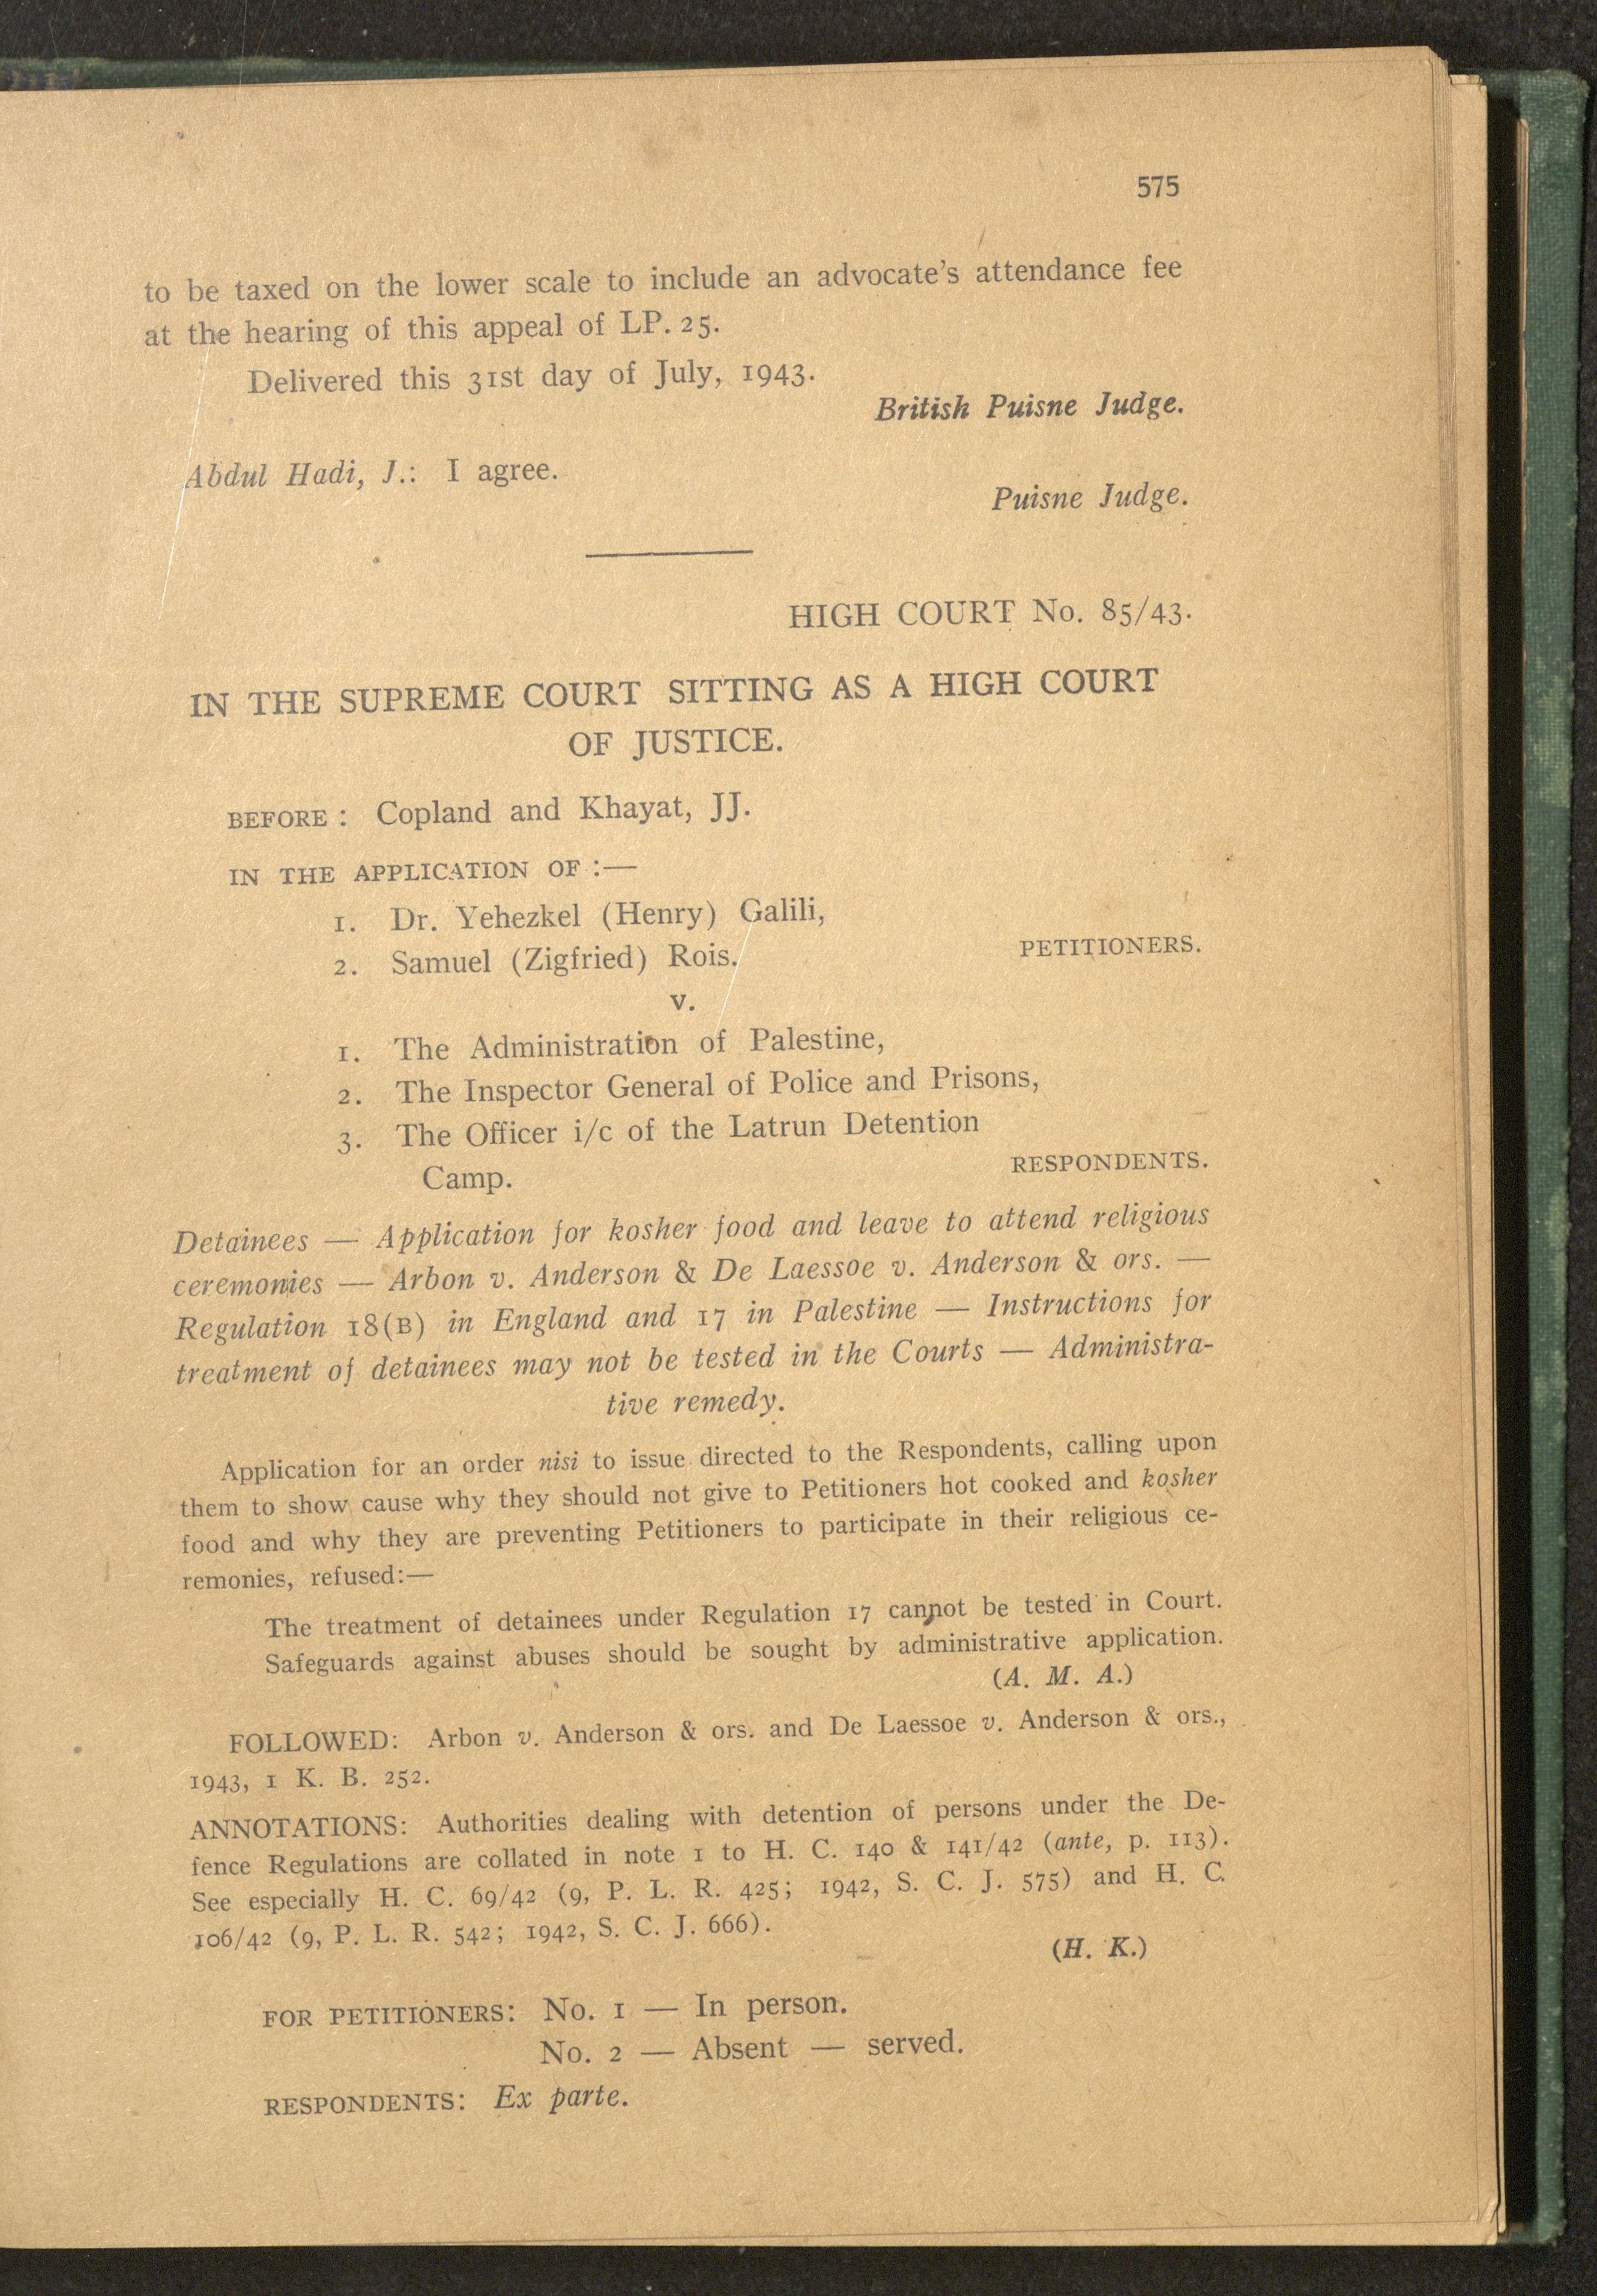 575
to be taxed on the lower scale to include an advocate's attendance fee
at the hearing of this appeal of LP. 25.
Delivered this 31st day of July, 1943.
British Puisne Judge.
Abdul Hadi, J.: I agree.
Puisne Judge.
HIGH COURT No. 85/43.
IN THE SUPREME COURT SITTING AS A HIGH COURT
OF JUSTICE.
BEFORE : Copland and Khayat, JJ.
IN THE APPLICATION OF :—
1. Dr. Yehezkel (Henry) Galili,
2. Samuel (Zigfried) Rois. PETITIONERS.
v.
1. The Administration of Palestine,
2. The Inspector General of Police and Prisons,
3. The Officer i/c of the Latrun Detention
Camp. RESPONDENTS.
Detainees — Application for kosher food and leave to attend religious
ceremonies — Arbon v. Anderson & De Laessoe v. Anderson & ors. —
Regulation 18(B) in England and 17 in Palestine — Instructions for
treatment of detainees may not be tested in the Courts — Administra-
tive remedy.
Application for an order nisi to issue directed to the Respondents, calling upon
them to show cause why they should not give to Petitioners hot cooked and kosher
food and why they are preventing Petitioners to participate in their religious ce-
remonies, refused:—
The treatment of detainees under Regulation 17 cannot be tested in Court.
Safeguards against abuses should be sought by administrative application.
(A. M. A.)
FOLLOWED: Arbon v. Anderson & ors. and De Laessoe v. Anderson & ors.,
1943, 1 K. B. 252.
ANNOTATIONS: Authorities dealing with detention of persons under the De-
fence Regulations are collated in note 1 to H. C. 140 & 141/42 (ante, p. 113).
See especially H. C. 69/42 (9, P. L. R. 425; 1942, S. C. J. 575) and H. C.
106/42 (9, P. L. R. 542; 1942, S. C. J. 666).
(H. K.)
FOR PETITIONERS: No. 1 — In person.
No. 2 — Absent — served.
RESPONDENTS: Ex parte.